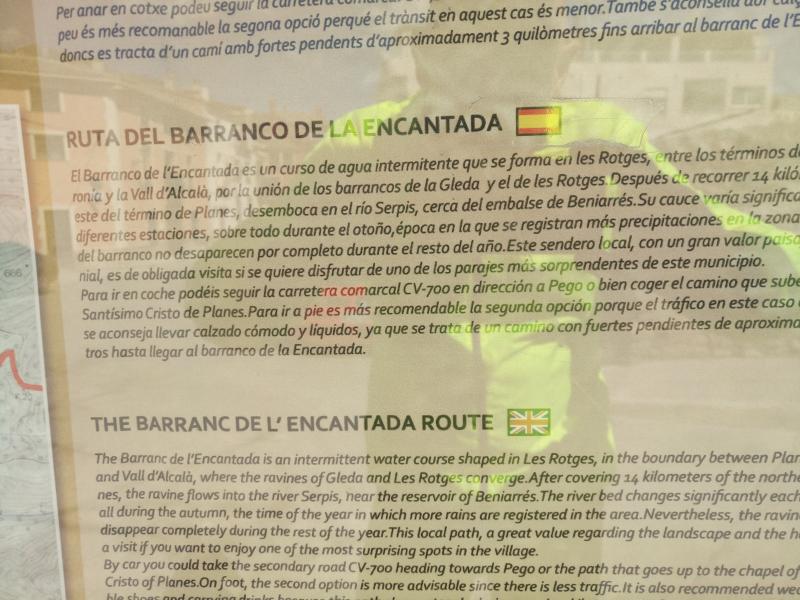 Per anar en cotxe podeu seguir la carretera
peu és més recomanable la segona opció perquè el trànsit en aquest cas és menor.També s'aconsella dur
doncs es tracta d'un camí amb fortes pendents d'aproximadament 3 quilòmetres fins arribar al barranc de l'E
RUTA DEL BARRANCO DE LA ENCANTADA
El Barranco de l'Encantada es un curso de agua intermitente que se forma en les Rotges, entre los términos d
ronia y la Vall d'Alcalà, por la unión de los barrancos de la Gleda y el de les Rotges.Después de recorrer 14 kiló
este del término de Planes, desemboca en el río Serpis, cerca del embalse de Beniarrés.Su cauce varía significa
diferentes estaciones, sobre todo durante el otoño,época en la que se registran más precipitaciones en la zona
del barranco no desaparecen por completo durante el resto del año.Este sendero local, con un gran valor paisa
nial, es de obligada visita si se quiere disfrutar de uno de los parajes más sorprendentes de este municipio.
Para ir en coche podéis seguir la carretera comarcal CV-700 en dirección a Pego o bien coger el camino que sube
Santísimo Cristo de Planes.Para ir a pie es más recomendable la segunda opción porque el tráfico en este caso
se aconseja llevar calzado cómodo y líquidos, ya que se trata de un camino con fuertes pendientes de aproxima
tros hasta llegar al barranco de la Encantada.
THE BARRANC DE L' ENCANTADA ROUTE
The Barranc de l'Encantada is an intermittent water course shaped in Les Rotges, in the boundary between Plan
and Vall d'Alcalà, where the ravines of Gleda and Les Rotges converge.After covering 14 kilometers of the northe
nes, the ravine flows into the river Serpis, near the reservoir of Beniarrés.The river bed changes significantly each
all during the autumn, the time of the year in which more rains are registered in the area.Nevertheless, the ravin
disappear completely during the rest of the year.This local path, a great value regarding the landscape and the h
a visit if you want to enjoy one of the most surprising spots in the village.
By car you could take the secondary road CV-700 heading towards Pego or the path that goes up to the chapel of
Cristo of Planes.On foot, the second option is more advisable since there is less traffic.It is also recommended wea